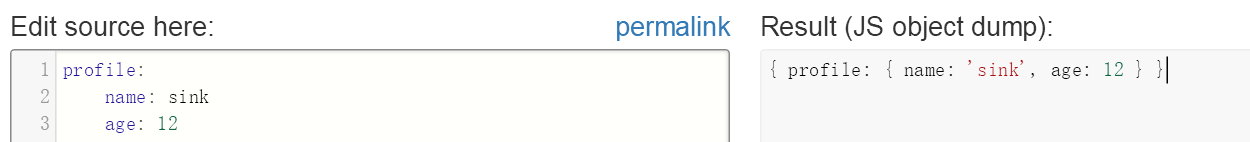 Edit source here:
permalink
1 profile:
2     name: sink
3     age: 12
Result (JS object dump):
{ profile: { name: 'sink', age: 12 } }